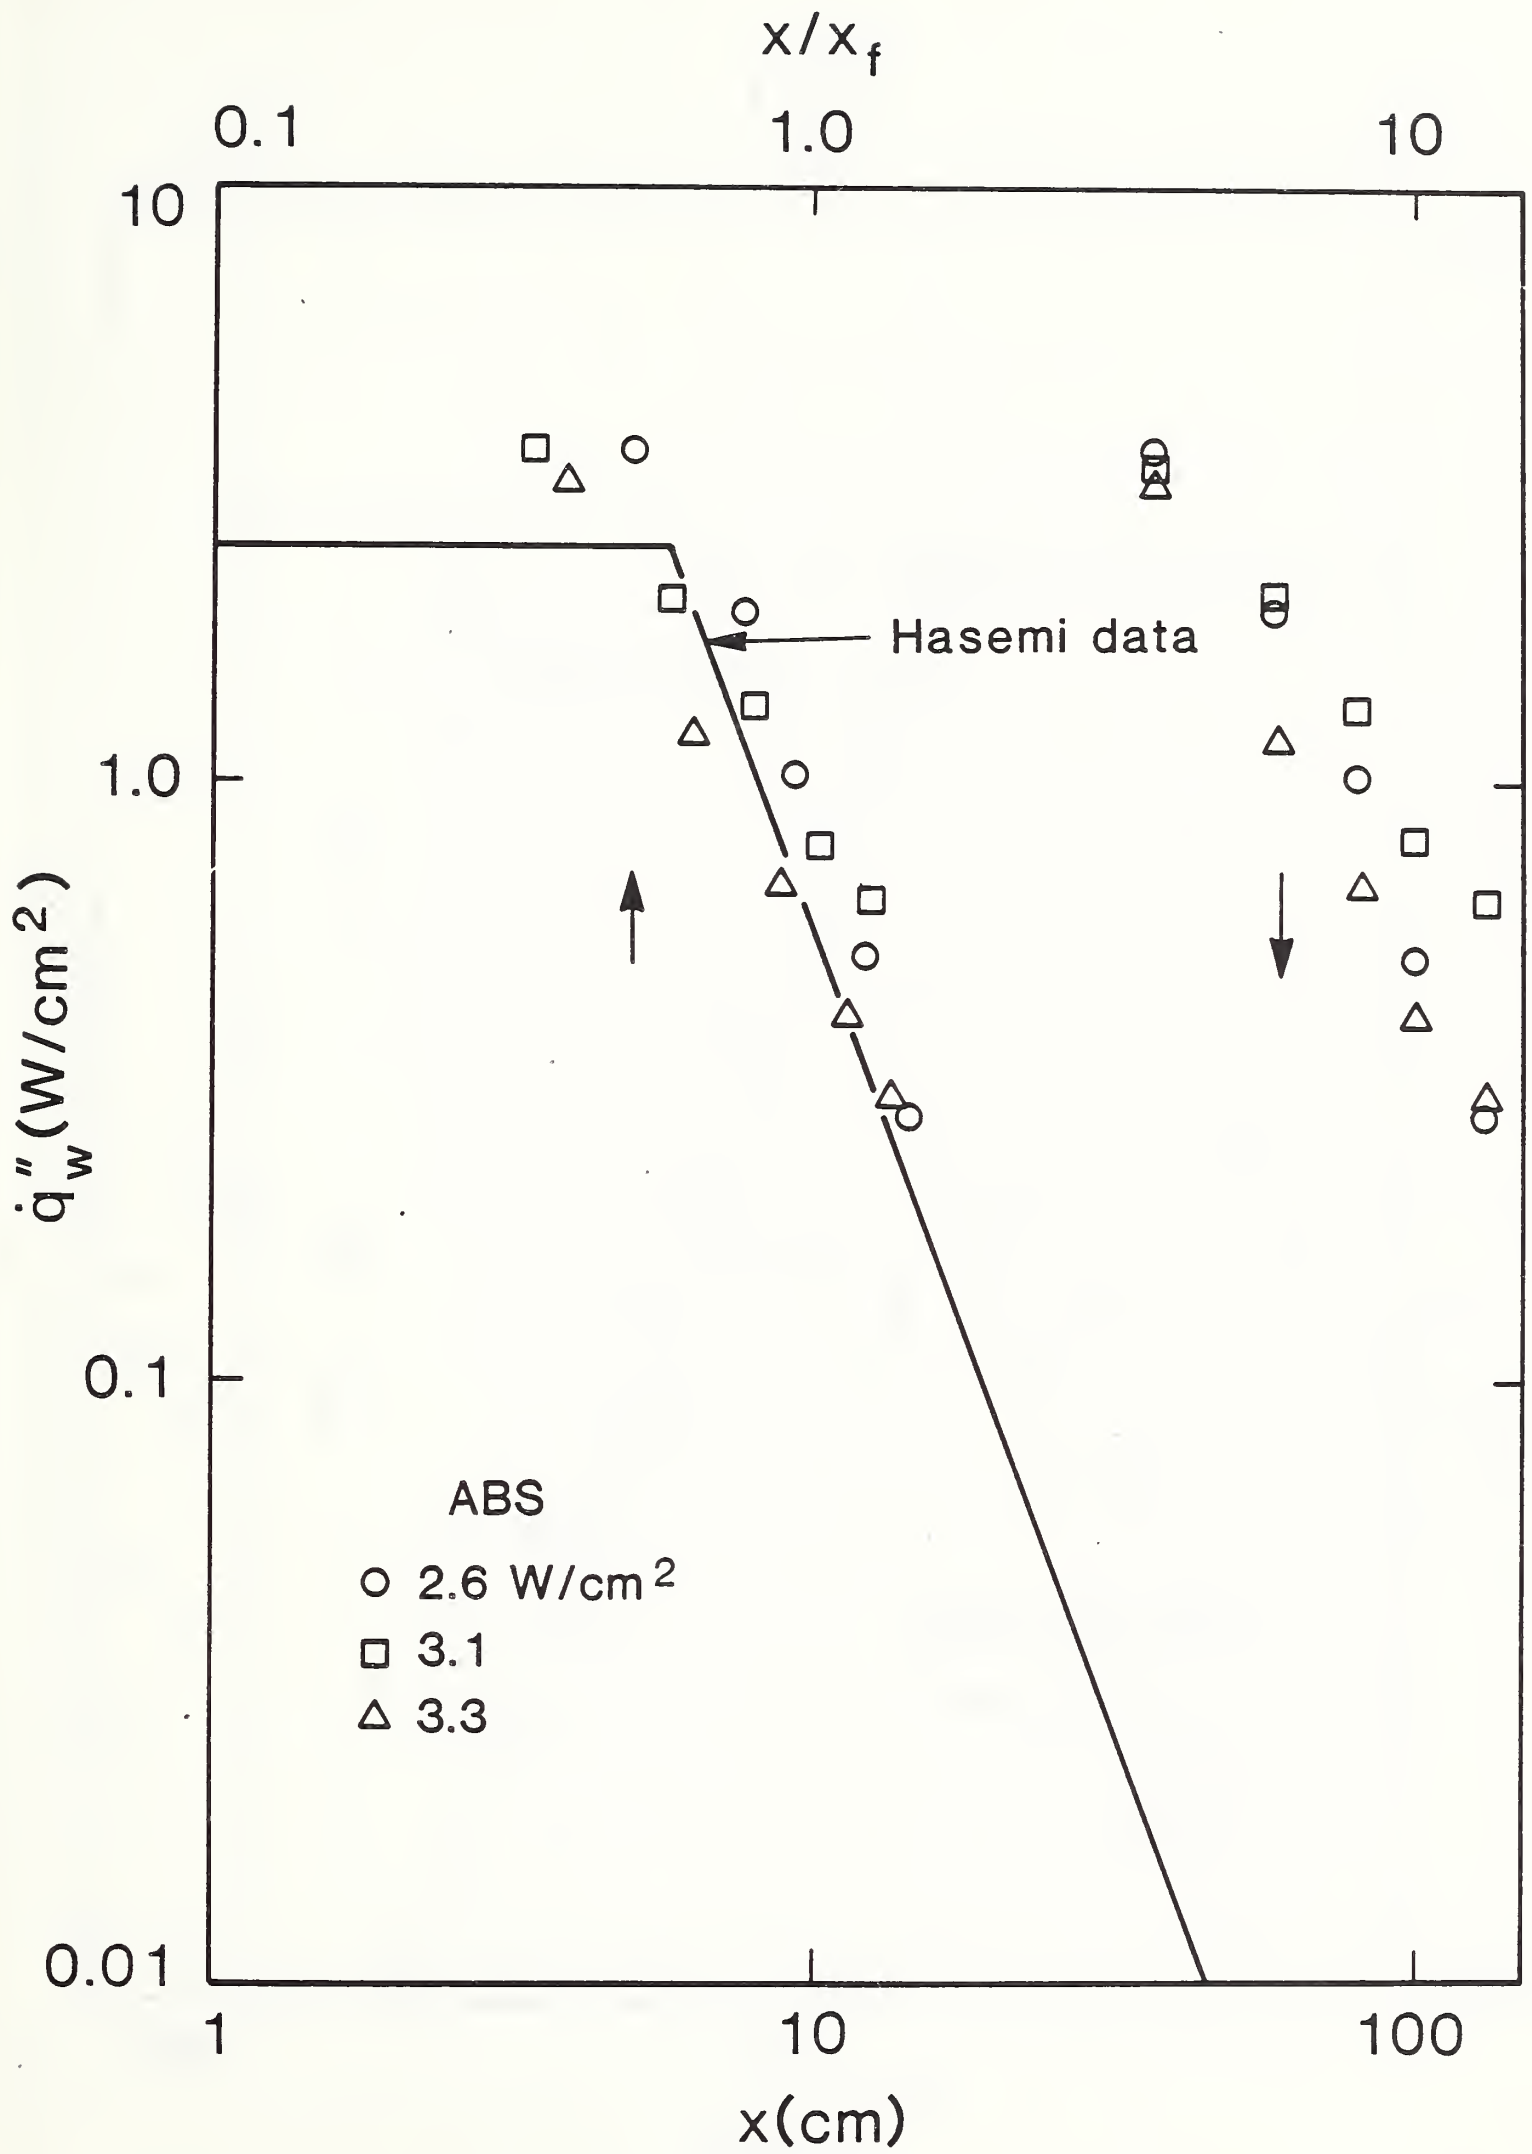 x/x_f
0.1 1.0 10
10
1.0
0.1
0.01
q̇″_w (W/cm²)
Hasemi data
ABS
○ 2.6 W/cm²
□ 3.1
△ 3.3
1 10 100
x(cm)